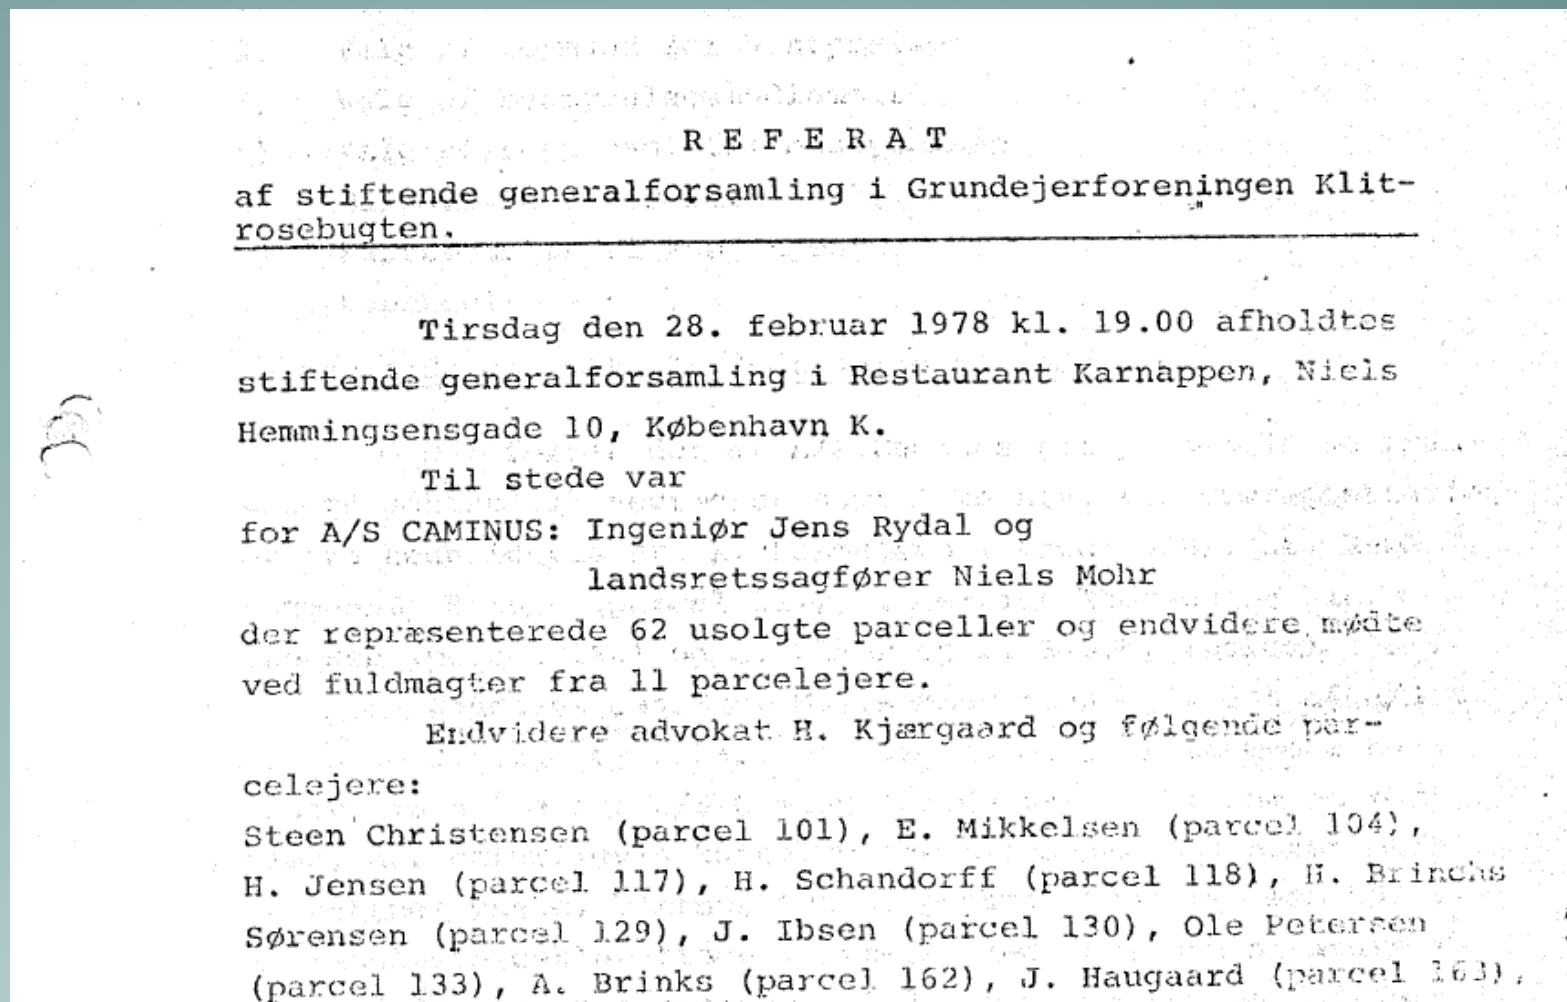 R E F E R A T
af stiftende generalforsamling i Grundejerforeningen Klit-
rosebugten.
Tirsdag den 28. februar 1978 kl. 19.00 afholdtes
stiftende generalforsamling i Restaurant Karnappen, Niels
Hemmingsensgade 10, København K.
Til stede var
for A/S CAMINUS: Ingeniør Jens Rydal og
landsretssagfører Niels Mohr
der repræsenterede 62 usolgte parceller og endvidere mødte
ved fuldmagter fra 11 parcelejere.
Endvidere advokat H. Kjærgaard og følgende par-
celejere:
Steen Christensen (parcel 101), E. Mikkelsen (parcel 104),
H. Jensen (parcel 117), H. Schandorff (parcel 118), H. Brinchs
Sørensen (parcel 129), J. Ibsen (parcel 130), Ole Petersen
(parcel 133), A. Brinks (parcel 162), J. Haugaard (parcel 163),